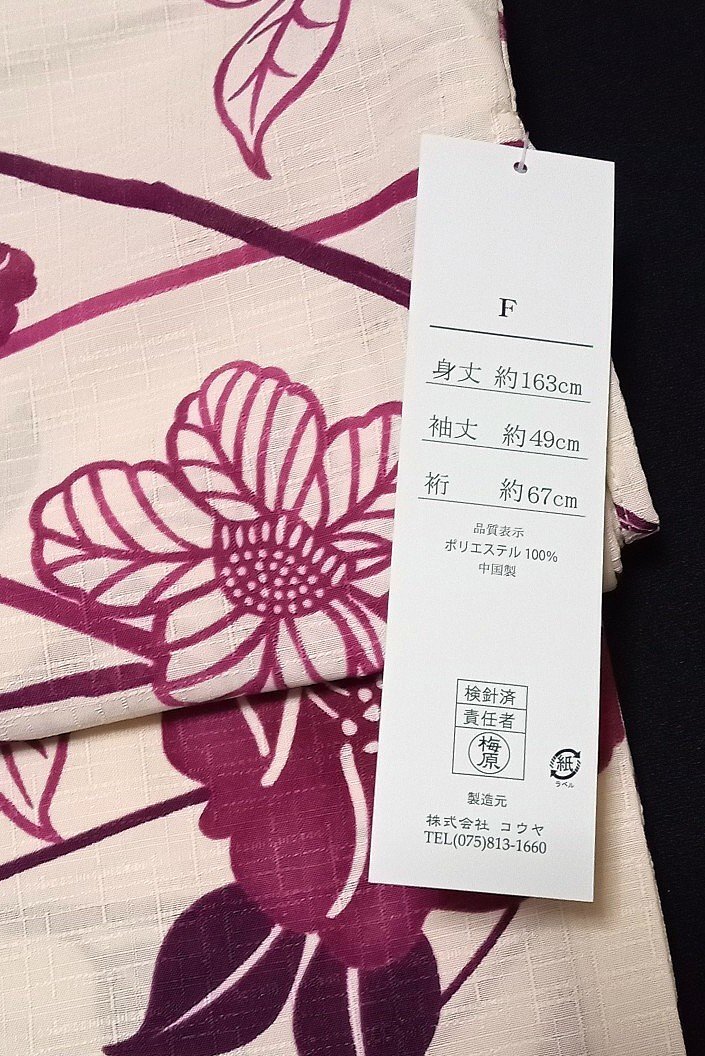 F
身丈 約163cm
袖丈 約49cm
裄 約67cm
品質表示
ポリエステル 100%
中国製
検針済
責任者
梅原
紙
ラベル
製造元
株式会社 コウヤ
TEL(075)813-1660